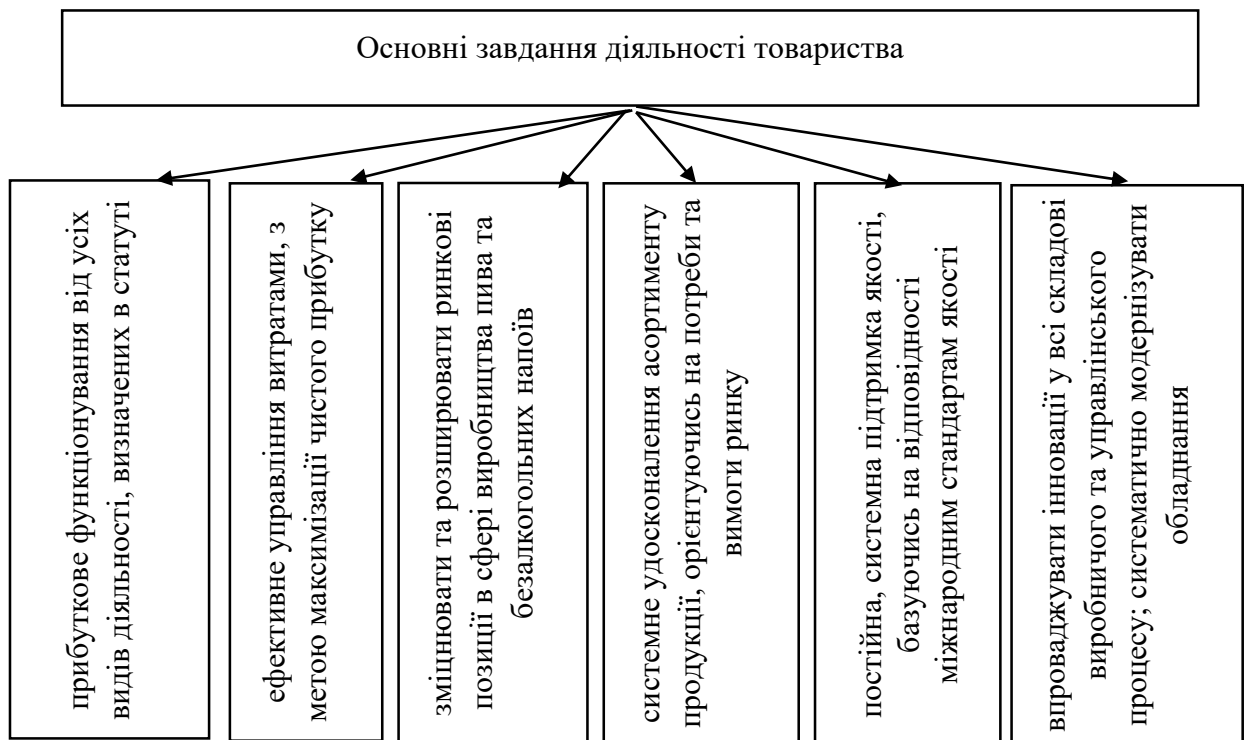 Основні завдання діяльності товариства
прибуткове функціонування від усіх
видів діяльності, визначених в статуті
ефективне управління витратами, з
метою максимізації чистого прибутку
зміцнювати та розширювати ринкові
позиції в сфері виробництва пива та
безалкогольних напоїв
системне удосконалення асортименту
продукції, орієнтуючись на потреби та
вимоги ринку
постійна, системна підтримка якості,
базуючись на відповідності
міжнародним стандартам якості
впроваджувати інновації у всі складові
виробничого та управлінського
процесу; систематично модернізувати
обладнання